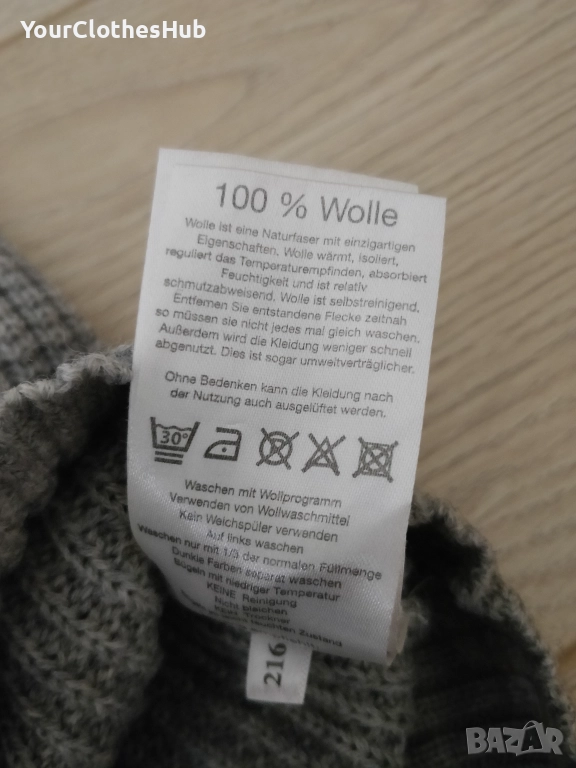 YourClothesHub
100 % Wolle
Wolle ist eine Naturfaser mit einzigartigen
Eigenschaften. Wolle wärmt, isoliert,
reguliert das Temperaturempfinden, absorbiert
Feuchtigkeit und ist relativ
schmutzabweisend. Wolle ist selbstreinigend.
Entfernen Sie entstandene Flecke zeitnah
so müssen sie nicht jedes mal gleich waschen.
Außerdem wird die Kleidung weniger schnell
abgenutzt. Dies ist sogar umweltverträglicher.
Ohne Bedenken kann die Kleidung nach
der Nutzung auch ausgelüftet werden.
30°
Waschen mit Wollprogramm
Verwenden von Wollwaschmittel
Kein Weichspüler verwenden
Auf links waschen
Waschen nur mit 1/3 der normalen Füllmenge
Dunkle Farben separat waschen
Bügeln mit niedriger Temperatur
KEINE Reinigung
Nicht bleichen
Trockner
feuchten Zustand
216
BAZAR